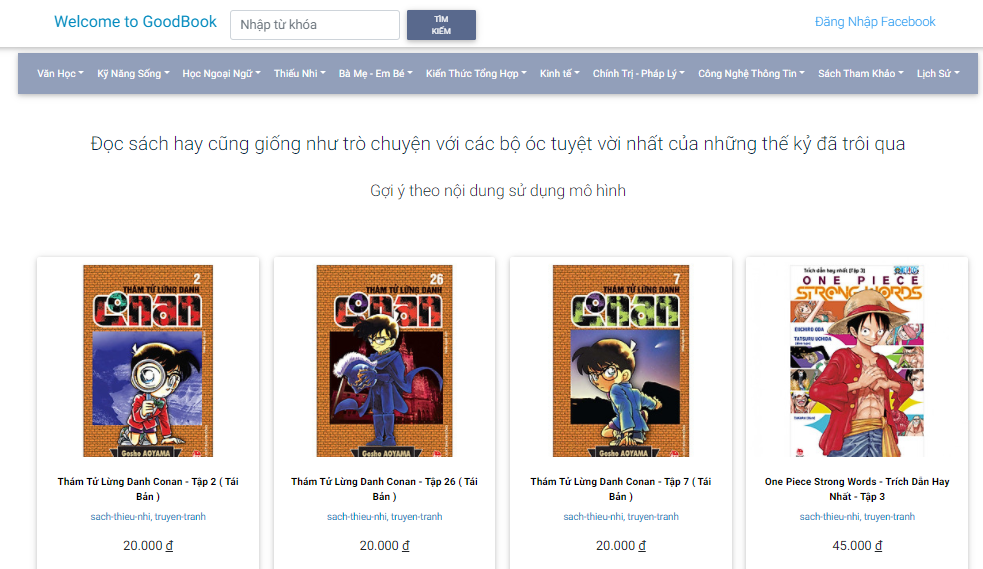 Welcome to GoodBook
Nhập từ khóa
TÌM
KIẾM
Đăng Nhập Facebook
Văn Học
Kỹ Năng Sống
Học Ngoại Ngữ
Thiếu Nhi
Bà Mẹ - Em Bé
Kiến Thức Tổng Hợp
Kinh tế
Chính Trị - Pháp Lý
Công Nghệ Thông Tin
Sách Tham Khảo
Lịch Sử
Đọc sách hay cũng giống như trò chuyện với các bộ óc tuyệt vời nhất của những thế kỷ đã trôi qua
Gợi ý theo nội dung sử dụng mô hình
2
THÁM TỬ LỪNG DANH
CONAN
Gosho AOYAMA
Thám Tử Lừng Danh Conan - Tập 2 ( Tái
Bản )
sach-thieu-nhi, truyen-tranh
20.000 đ
26
THÁM TỬ LỪNG DANH
CONAN
Gosho AOYAMA
Thám Tử Lừng Danh Conan - Tập 26 ( Tái
Bản )
sach-thieu-nhi, truyen-tranh
20.000 đ
7
THÁM TỬ LỪNG DANH
CONAN
Gosho AOYAMA
Thám Tử Lừng Danh Conan - Tập 7 ( Tái
Bản )
sach-thieu-nhi, truyen-tranh
20.000 đ
Trích dẫn hay nhất (Tập 3)
ONE PIECE
STRONG WORDS
EIICHIRO ODA
TATSURU UCHIDA
One Piece Strong Words - Trích Dẫn Hay
Nhất - Tập 3
sach-thieu-nhi, truyen-tranh
45.000 đ